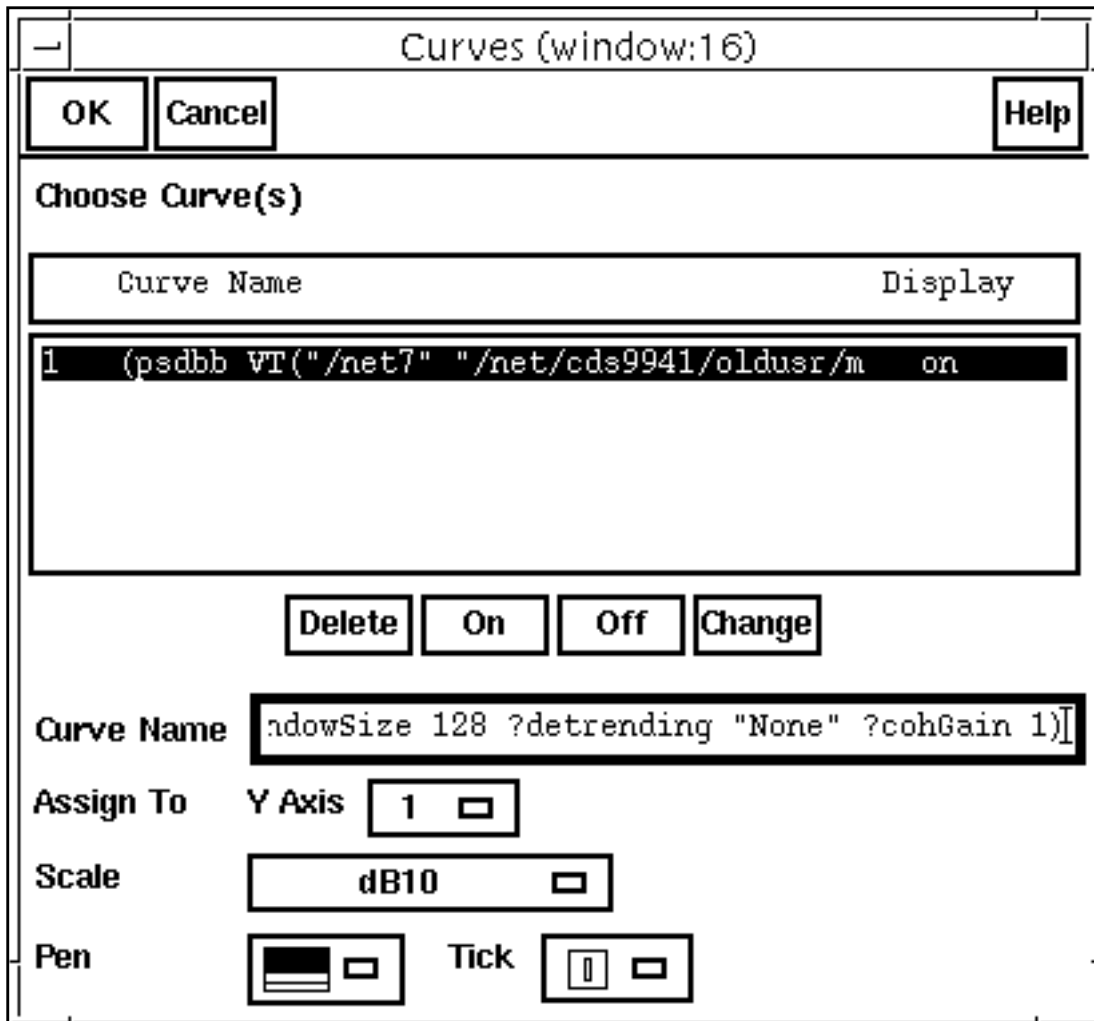 Curves (window:16)
OK Cancel Help
Choose Curve(s)
Curve Name Display
1 (psdbb VT("/net7" "/net/cds9941/oldusr/m on
Delete On Off Change
Curve Name ndowSize 128 ?detrending "None" ?cohGain 1)
Assign To Y Axis 1
Scale dB10
Pen Tick